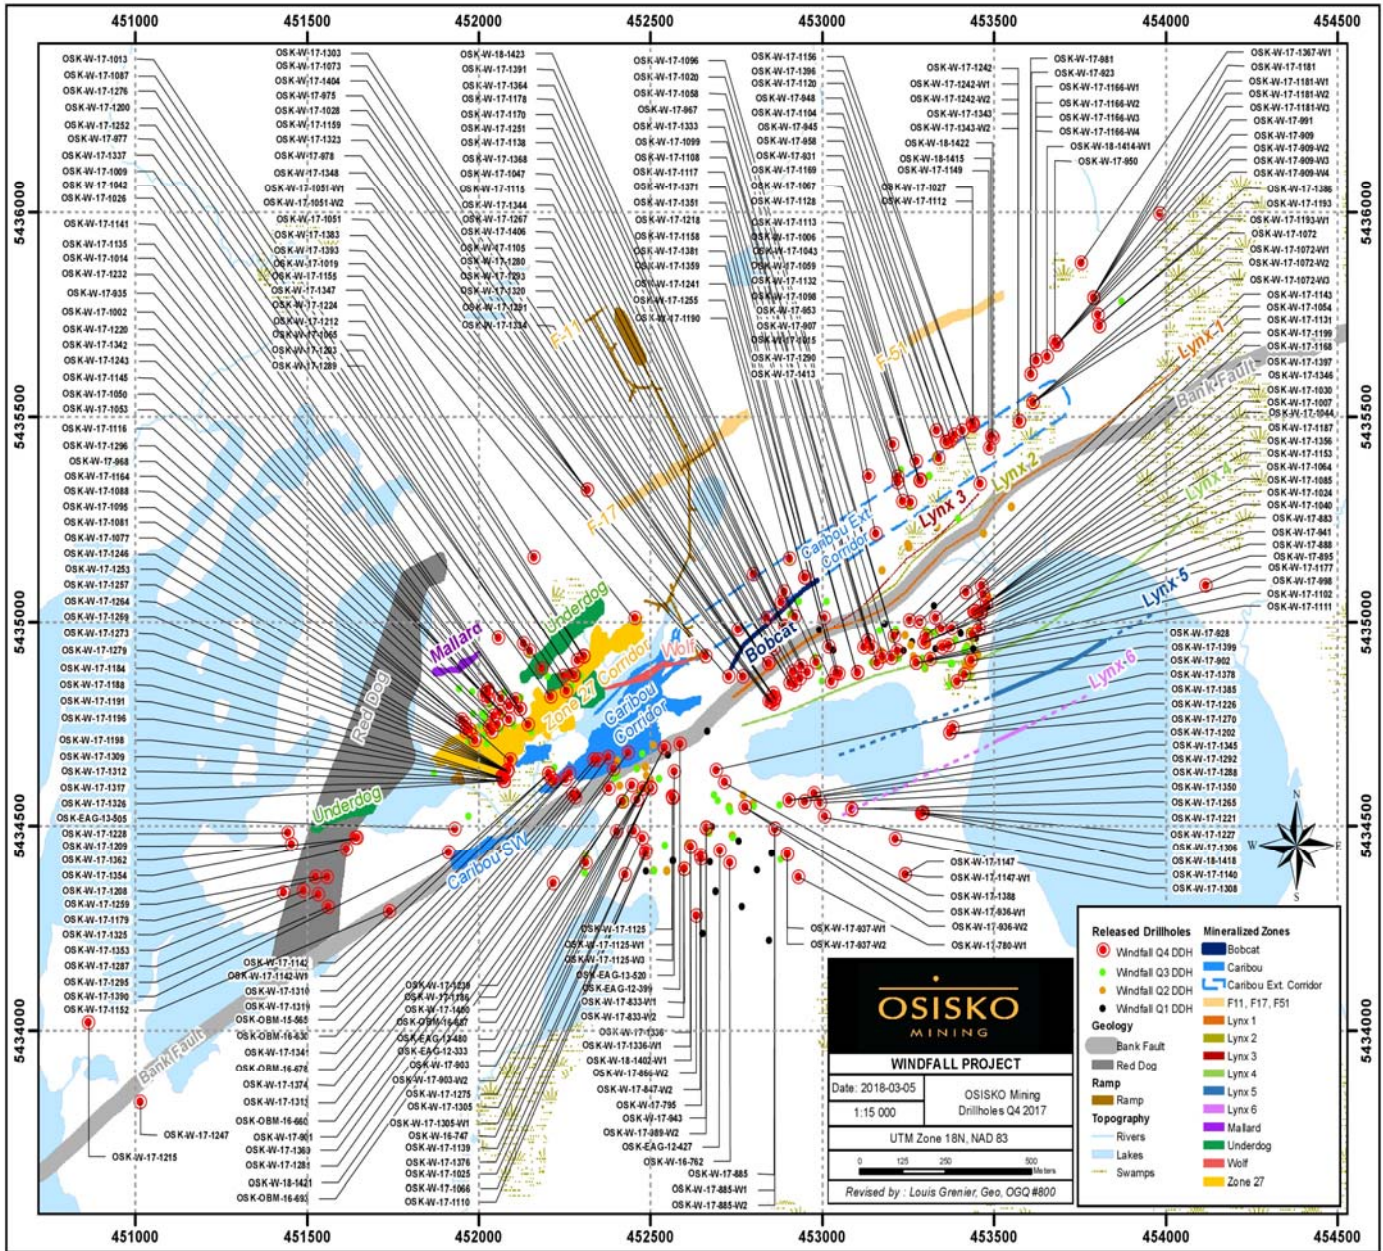 451000 451500 452000 452500 453000 453500 454000 454500
OSK-W-17-1013
OSK-W-17-1087
OSK-W-17-1276
OSK-W-17-1200
OSK-W-17-1252
OSK-W-17-977
OSK-W-17-1337
OSK-W-17-1009
OSK-W-17-1042
OSK-W-17-1026
OSK-W-17-1141
OSK-W-17-1135
OSK-W-17-1014
OSK-W-17-1232
OSK-W-17-935
OSK-W-17-1002
OSK-W-17-1220
OSK-W-17-1342
OSK-W-17-1243
OSK-W-17-1145
OSK-W-17-1050
OSK-W-17-1053
OSK-W-17-1116
OSK-W-17-1296
OSK-W-17-968
OSK-W-17-1164
OSK-W-17-1088
OSK-W-17-1095
OSK-W-17-1081
OSK-W-17-1077
OSK-W-17-1246
OSK-W-17-1253
OSK-W-17-1257
OSK-W-17-1264
OSK-W-17-1269
OSK-W-17-1273
OSK-W-17-1279
OSK-W-17-1184
OSK-W-17-1188
OSK-W-17-1191
OSK-W-17-1196
OSK-W-17-1198
OSK-W-17-1309
OSK-W-17-1312
OSK-W-17-1317
OSK-W-17-1326
OSK-EAG-13-505
OSK-W-17-1228
OSK-W-17-1209
OSK-W-17-1362
OSK-W-17-1354
OSK-W-17-1208
OSK-W-17-1259
OSK-W-17-1179
OSK-W-17-1325
OSK-W-17-1353
OSK-W-17-1287
OSK-W-17-1295
OSK-W-17-1390
OSK-W-17-1152
OSK-W-17-1303
OSK-W-17-1073
OSK-W-17-1404
OSK-W-17-975
OSK-W-17-1028
OSK-W-17-1159
OSK-W-17-1323
OSK-W-17-978
OSK-W-17-1348
OSK-W-17-1051-W1
OSK-W-17-1051-W2
OSK-W-17-1051
OSK-W-17-1383
OSK-W-17-1393
OSK-W-17-1019
OSK-W-17-1155
OSK-W-17-1347
OSK-W-17-1224
OSK-W-17-1212
OSK-W-17-1065
OSK-W-17-1203
OSK-W-17-1289
OSK-W-18-1423
OSK-W-17-1391
OSK-W-17-1364
OSK-W-17-1178
OSK-W-17-1170
OSK-W-17-1251
OSK-W-17-1138
OSK-W-17-1368
OSK-W-17-1047
OSK-W-17-1115
OSK-W-17-1344
OSK-W-17-1267
OSK-W-17-1406
OSK-W-17-1105
OSK-W-17-1280
OSK-W-17-1293
OSK-W-17-1320
OSK-W-17-1291
OSK-W-17-1334
OSK-W-17-1096
OSK-W-17-1020
OSK-W-17-1058
OSK-W-17-967
OSK-W-17-1333
OSK-W-17-1099
OSK-W-17-1108
OSK-W-17-1117
OSK-W-17-1371
OSK-W-17-1351
OSK-W-17-1218
OSK-W-17-1158
OSK-W-17-1381
OSK-W-17-1359
OSK-W-17-1241
OSK-W-17-1255
OSK-W-17-1190
OSK-W-17-1156
OSK-W-17-1396
OSK-W-17-1120
OSK-W-17-948
OSK-W-17-1104
OSK-W-17-945
OSK-W-17-958
OSK-W-17-931
OSK-W-17-1169
OSK-W-17-1067
OSK-W-17-1128
OSK-W-17-1113
OSK-W-17-1006
OSK-W-17-1043
OSK-W-17-1059
OSK-W-17-1132
OSK-W-17-1098
OSK-W-17-953
OSK-W-17-907
OSK-W-17-1015
OSK-W-17-1290
OSK-W-17-1413
OSK-W-17-1242
OSK-W-17-1242-W1
OSK-W-17-1242-W2
OSK-W-17-1343
OSK-W-17-1343-W2
OSK-W-18-1422
OSK-W-18-1415
OSK-W-17-1149
OSK-W-17-1027
OSK-W-17-1112
OSK-W-17-981
OSK-W-17-923
OSK-W-17-1166-W1
OSK-W-17-1166-W2
OSK-W-17-1166-W3
OSK-W-17-1166-W4
OSK-W-18-1414-W1
OSK-W-17-950
OSK-W-17-1367-W1
OSK-W-17-1181
OSK-W-17-1181-W1
OSK-W-17-1181-W2
OSK-W-17-1181-W3
OSK-W-17-991
OSK-W-17-909
OSK-W-17-909-W2
OSK-W-17-909-W3
OSK-W-17-909-W4
OSK-W-17-1386
OSK-W-17-1193
OSK-W-17-1193-W1
OSK-W-17-1072
OSK-W-17-1072-W1
OSK-W-17-1072-W2
OSK-W-17-1072-W3
OSK-W-17-1143
OSK-W-17-1054
OSK-W-17-1131
OSK-W-17-1199
OSK-W-17-1168
OSK-W-17-1397
OSK-W-17-1346
OSK-W-17-1030
OSK-W-17-1007
OSK-W-17-1044
OSK-W-17-1187
OSK-W-17-1356
OSK-W-17-1153
OSK-W-17-1064
OSK-W-17-1085
OSK-W-17-1024
OSK-W-17-1040
OSK-W-17-883
OSK-W-17-941
OSK-W-17-888
OSK-W-17-895
OSK-W-17-1177
OSK-W-17-998
OSK-W-17-1102
OSK-W-17-1111
OSK-W-17-928
OSK-W-17-1399
OSK-W-17-902
OSK-W-17-1378
OSK-W-17-1385
OSK-W-17-1226
OSK-W-17-1270
OSK-W-17-1202
OSK-W-17-1345
OSK-W-17-1292
OSK-W-17-1288
OSK-W-17-1350
OSK-W-17-1265
OSK-W-17-1221
OSK-W-17-1227
OSK-W-17-1306
OSK-W-18-1418
OSK-W-17-1140
OSK-W-17-1308
5436000
5435500
5435000
5434500
5434000
5436000
5435500
5435000
5434500
5434000
F-11
F-17
F-51
Lynx 1
Bank Fault
Lynx 2
Lynx 3
Lynx 4
Lynx 5
Lynx 6
Caribou Ext.
Corridor
Bobcat
Underdog
Mallard
Wolf
Zone 27 Corridor
Caribou
Corridor
Red Dog
Underdog
Caribou SW
Bank Fault
OSK-W-17-1247
OSK-W-17-1215
OSK-W-17-1142
OSK-W-17-1142-W1
OSK-W-17-1310
OSK-W-17-1319
OSK-OBM-15-565
OSK-OBM-16-630
OSK-W-17-1341
OSK-OBM-16-678
OSK-W-17-1374
OSK-W-17-1313
OSK-OBM-16-660
OSK-W-17-901
OSK-W-17-1369
OSK-W-17-1281
OSK-W-18-1421
OSK-OBM-16-693
OSK-W-17-1239
OSK-W-17-1186
OSK-W-17-1400
OSK-OBM-16-687
OSK-EAG-13-480
OSK-EAG-12-333
OSK-W-17-903
OSK-W-17-903-W2
OSK-W-17-1275
OSK-W-17-1305
OSK-W-17-1305-W1
OSK-W-16-747
OSK-W-17-1139
OSK-W-17-1376
OSK-W-17-1025
OSK-W-17-1066
OSK-W-17-1110
OSK-W-17-1125
OSK-W-17-1125-W1
OSK-W-17-1125-W3
OSK-EAG-13-520
OSK-EAG-12-399
OSK-W-17-833-W1
OSK-W-17-833-W2
OSK-W-17-1336
OSK-W-17-1336-W1
OSK-W-18-1402-W1
OSK-W-17-866-W2
OSK-W-17-847-W2
OSK-W-17-795
OSK-W-17-943
OSK-W-17-989-W2
OSK-EAG-12-427
OSK-W-16-762
OSK-W-17-885
OSK-W-17-885-W1
OSK-W-17-885-W2
OSK-W-17-1147
OSK-W-17-1147-W1
OSK-W-17-1388
OSK-W-17-936-W1
OSK-W-17-936-W2
OSK-W-17-780-W1
OSK-W-17-937-W1
OSK-W-17-937-W2
N
W E
S
OSISKO
MINING
WINDFALL PROJECT
Date: 2018-03-05
1:15 000
OSISKO Mining
Drillholes Q4 2017
UTM Zone 18N, NAD 83
0 125 250 500
Meters
Revised by : Louis Grenier, Geo, OGQ #800
Released Drillholes
Windfall Q4 DDH
Windfall Q3 DDH
Windfall Q2 DDH
Windfall Q1 DDH
Geology
Bank Fault
Red Dog
Ramp
Ramp
Topography
Rivers
Lakes
Swamps
Mineralized Zones
Bobcat
Caribou
Caribou Ext. Corridor
F11, F17, F51
Lynx 1
Lynx 2
Lynx 3
Lynx 4
Lynx 5
Lynx 6
Mallard
Underdog
Wolf
Zone 27
451000 451500 452000 452500 453000 453500 454000 454500